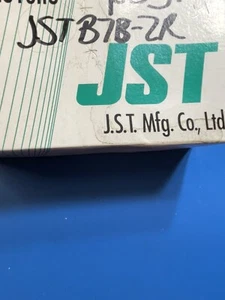 JST B7B-ZR
JST
J.S.T. Mfg. Co., Ltd